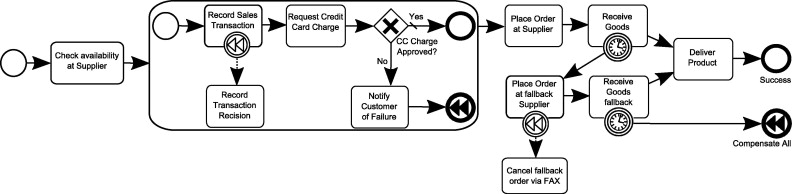 Check availability
at Supplier
Record Sales
Transaction
Record
Transaction
Recision
Request Credit
Card Charge
Yes
CC Charge
Approved?
No
Notify
Customer
of Failure
Place Order
at Supplier
Receive
Goods
Deliver
Product
Success
Place Order
at fallback
Supplier
Receive
Goods
fallback
Compensate All
Cancel fallback
order via FAX